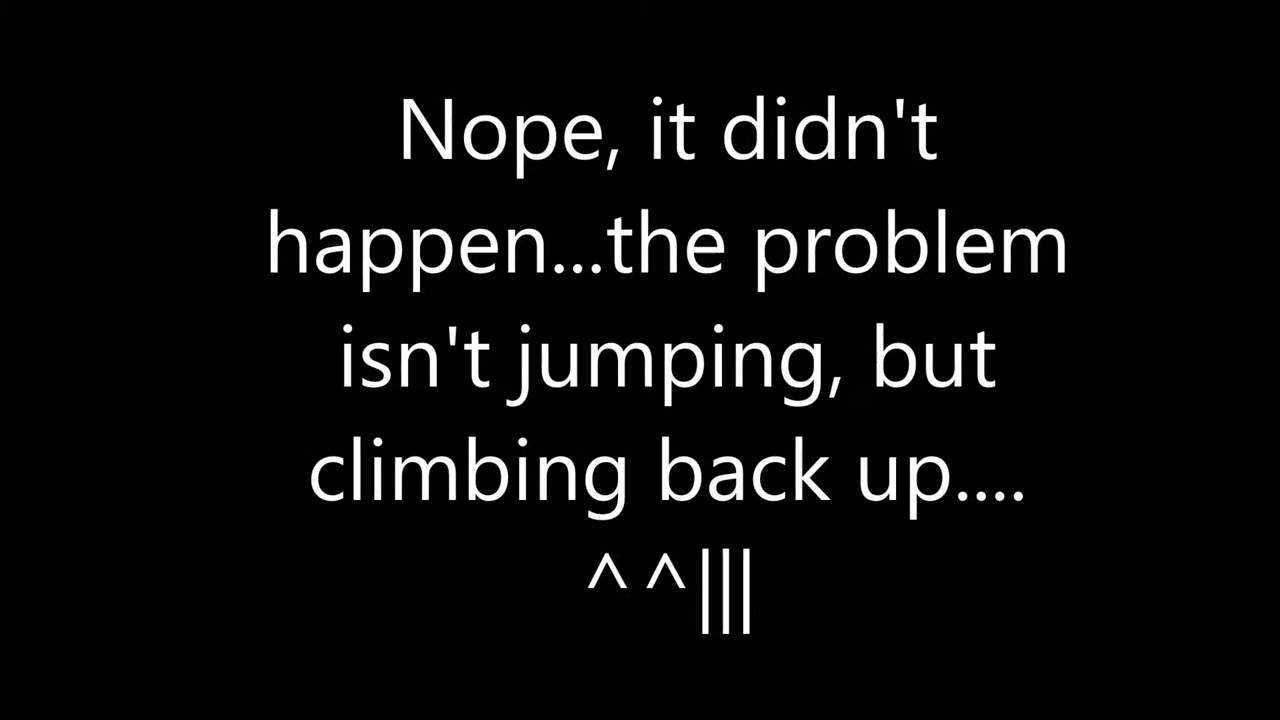 Nope, it didn't
happen...the problem
isn't jumping, but
climbing back up....
^^|||